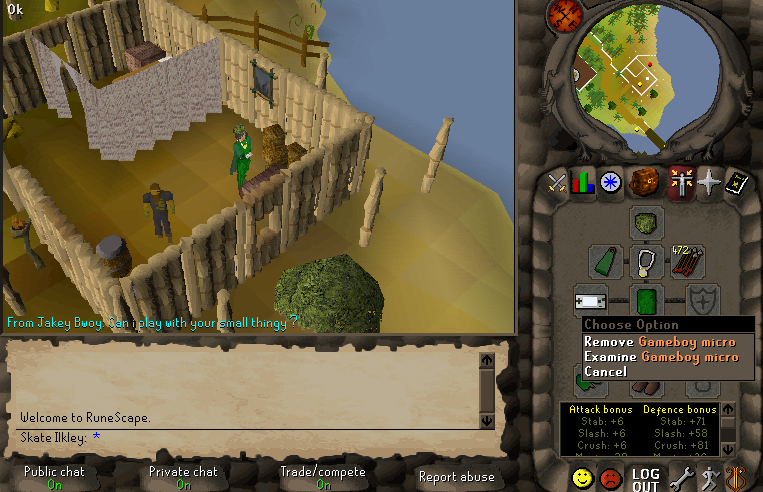 Ok
472
From Jakey Bwoy: Can i play with your small thingy ?
Choose Option
Remove Gameboy micro
Examine Gameboy micro
Cancel
Attack bonus Defence bonus
Stab: +6 Stab: +71
Slash: +6 Slash: +58
Crush: +6 Crush: +81
Welcome to RuneScape.
Skate Ilkley: *
Public chat Private chat Trade/compete Report abuse
On On On
LOG
OUT